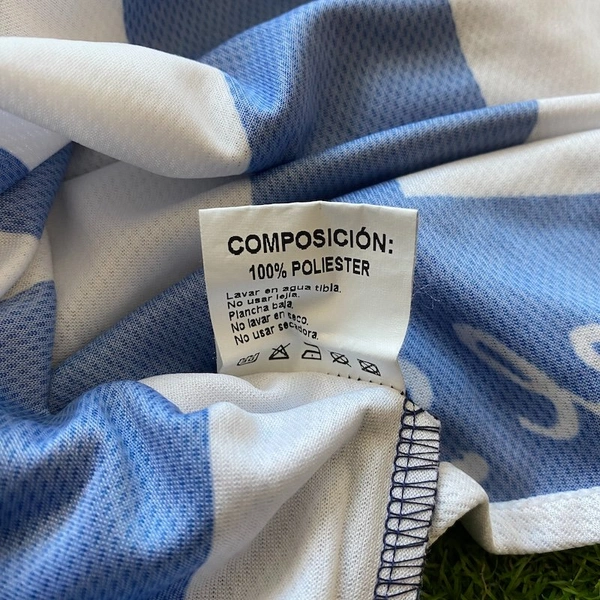 COMPOSICIÓN:
100% POLIESTER
Lavar en agua tibia.
No usar lejía.
Plancha baja.
No lavar en seco.
No usar secadora.